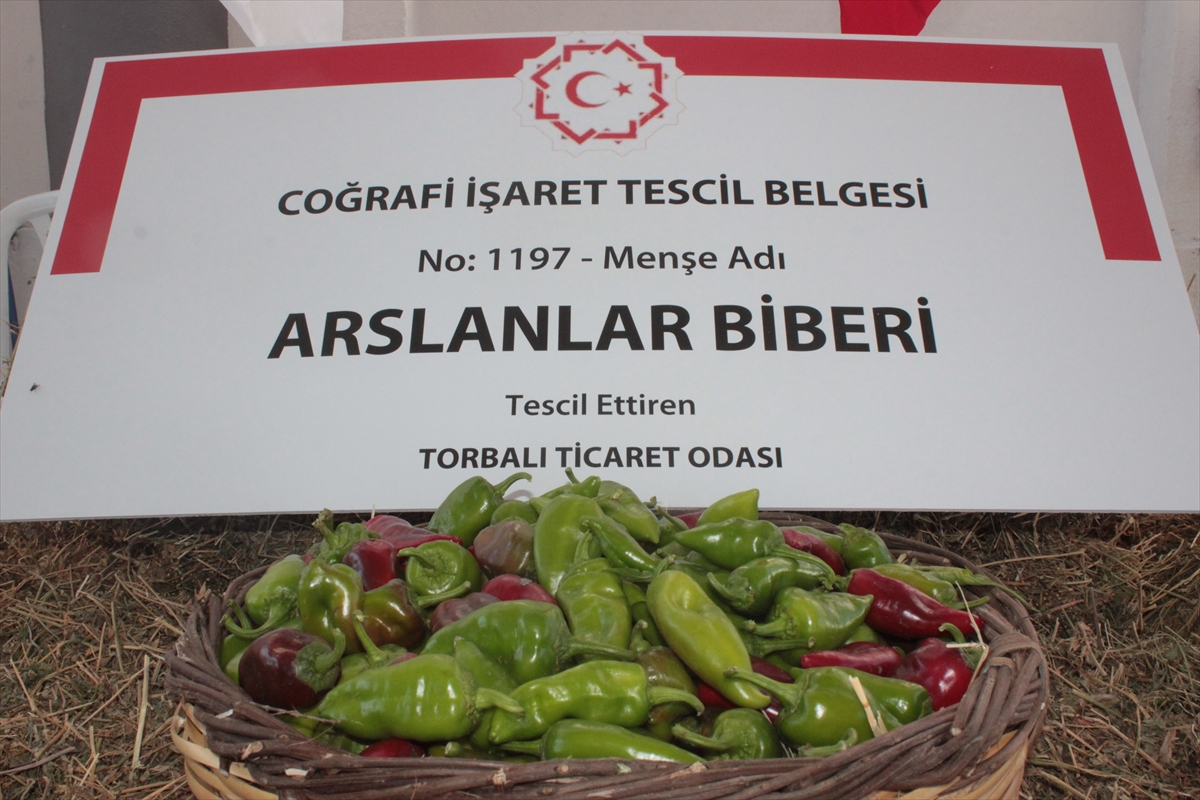 COĞRAFİ İŞARET TESCİL BELGESİ
No: 1197 - Menşe Adı
ARSLANLAR BİBERİ
Tescil Ettiren
TORBALI TİCARET ODASI